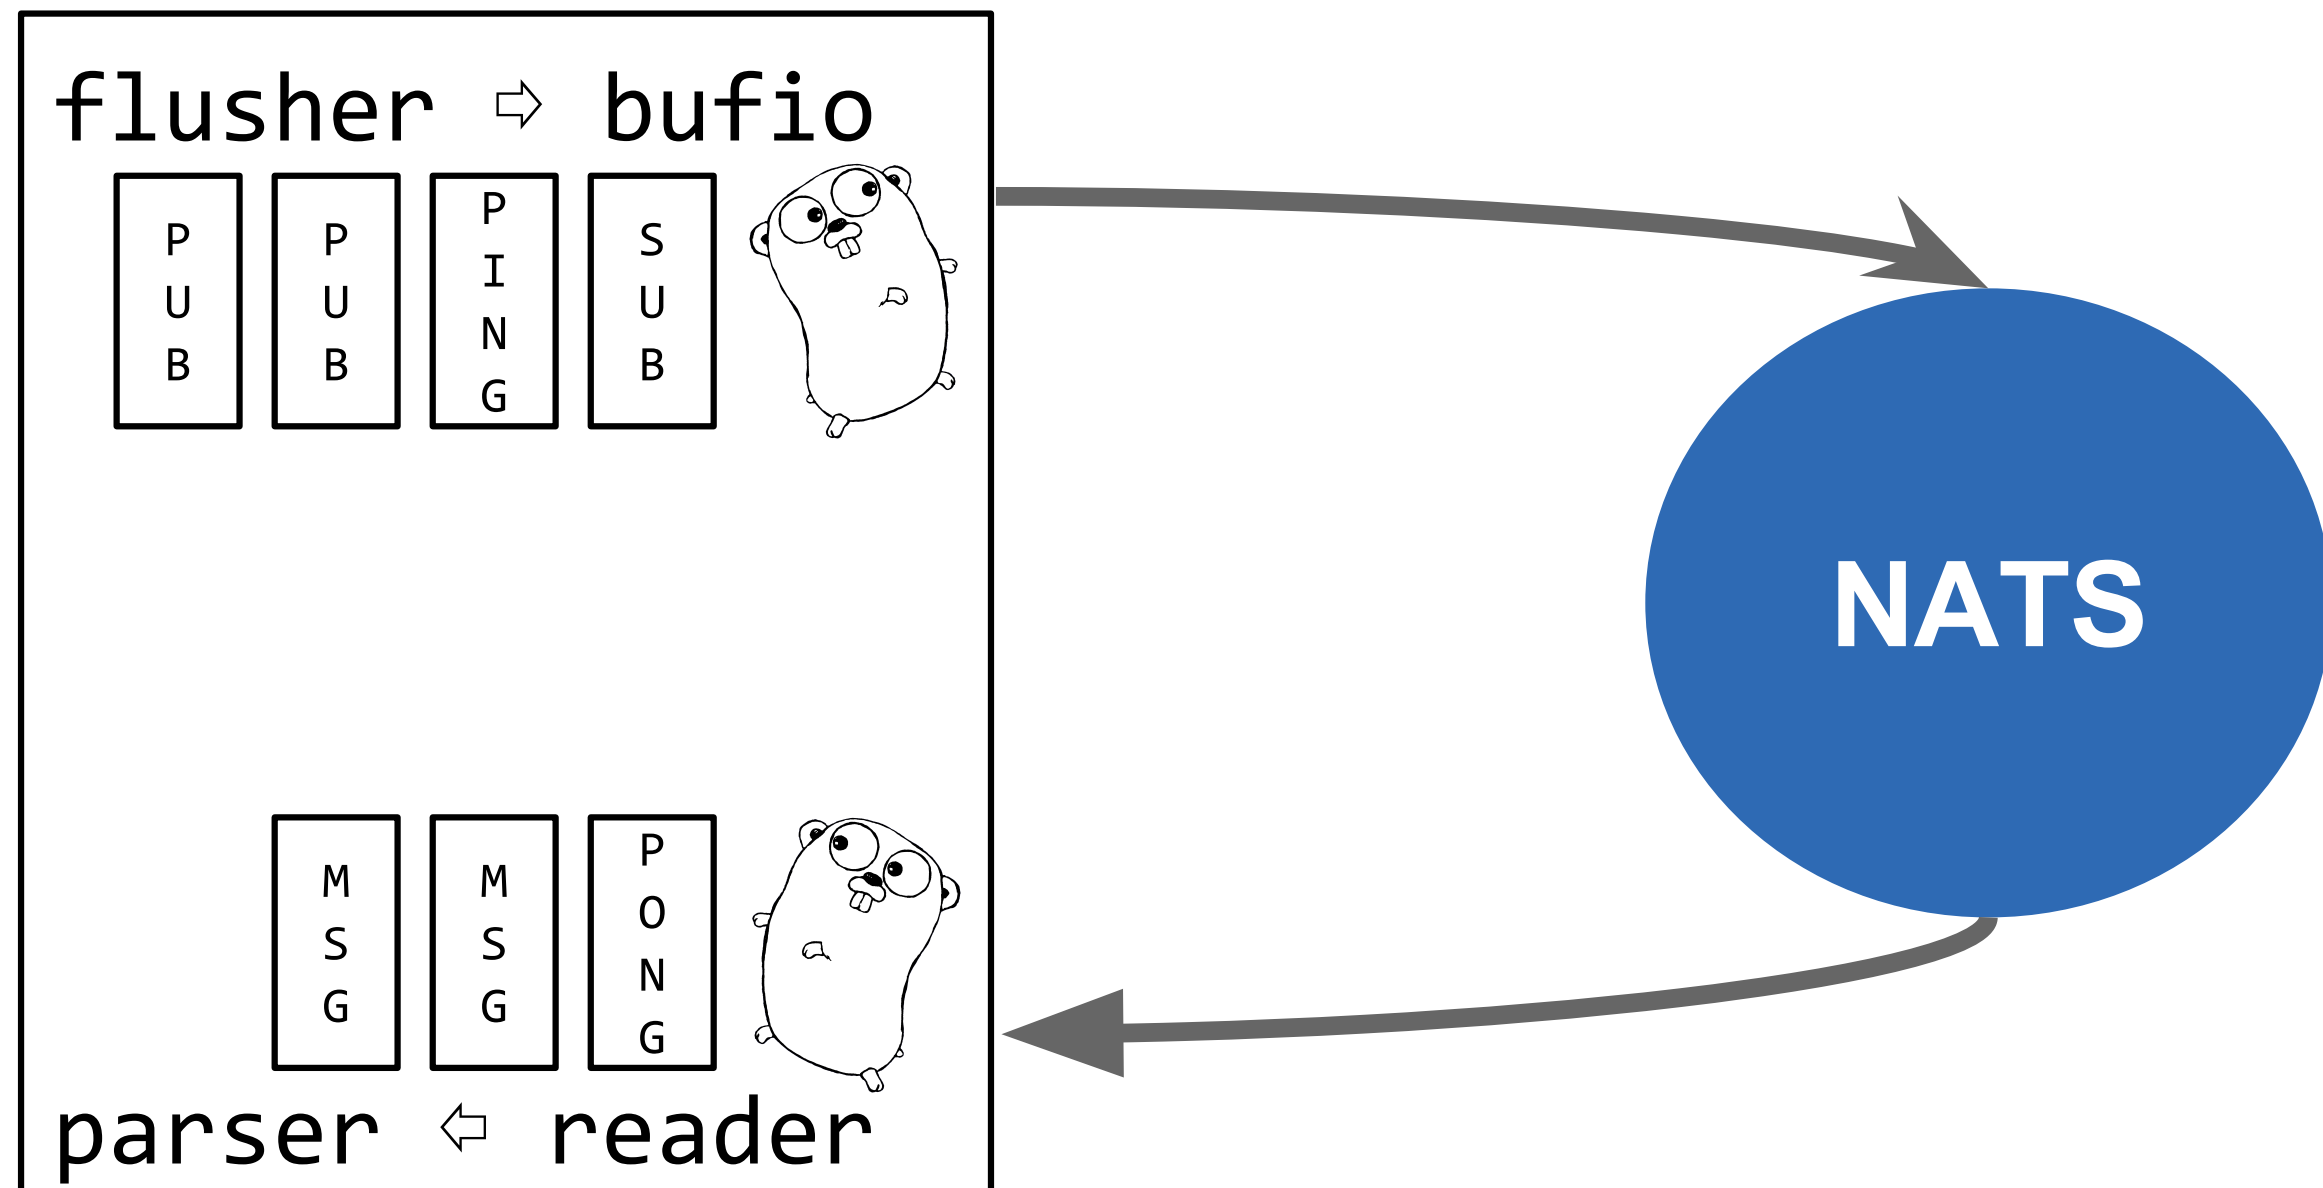 flusher ⇨ bufio
PUB
PUB
PING
SUB
NATS
MSG
MSG
PONG
parser ⇦ reader